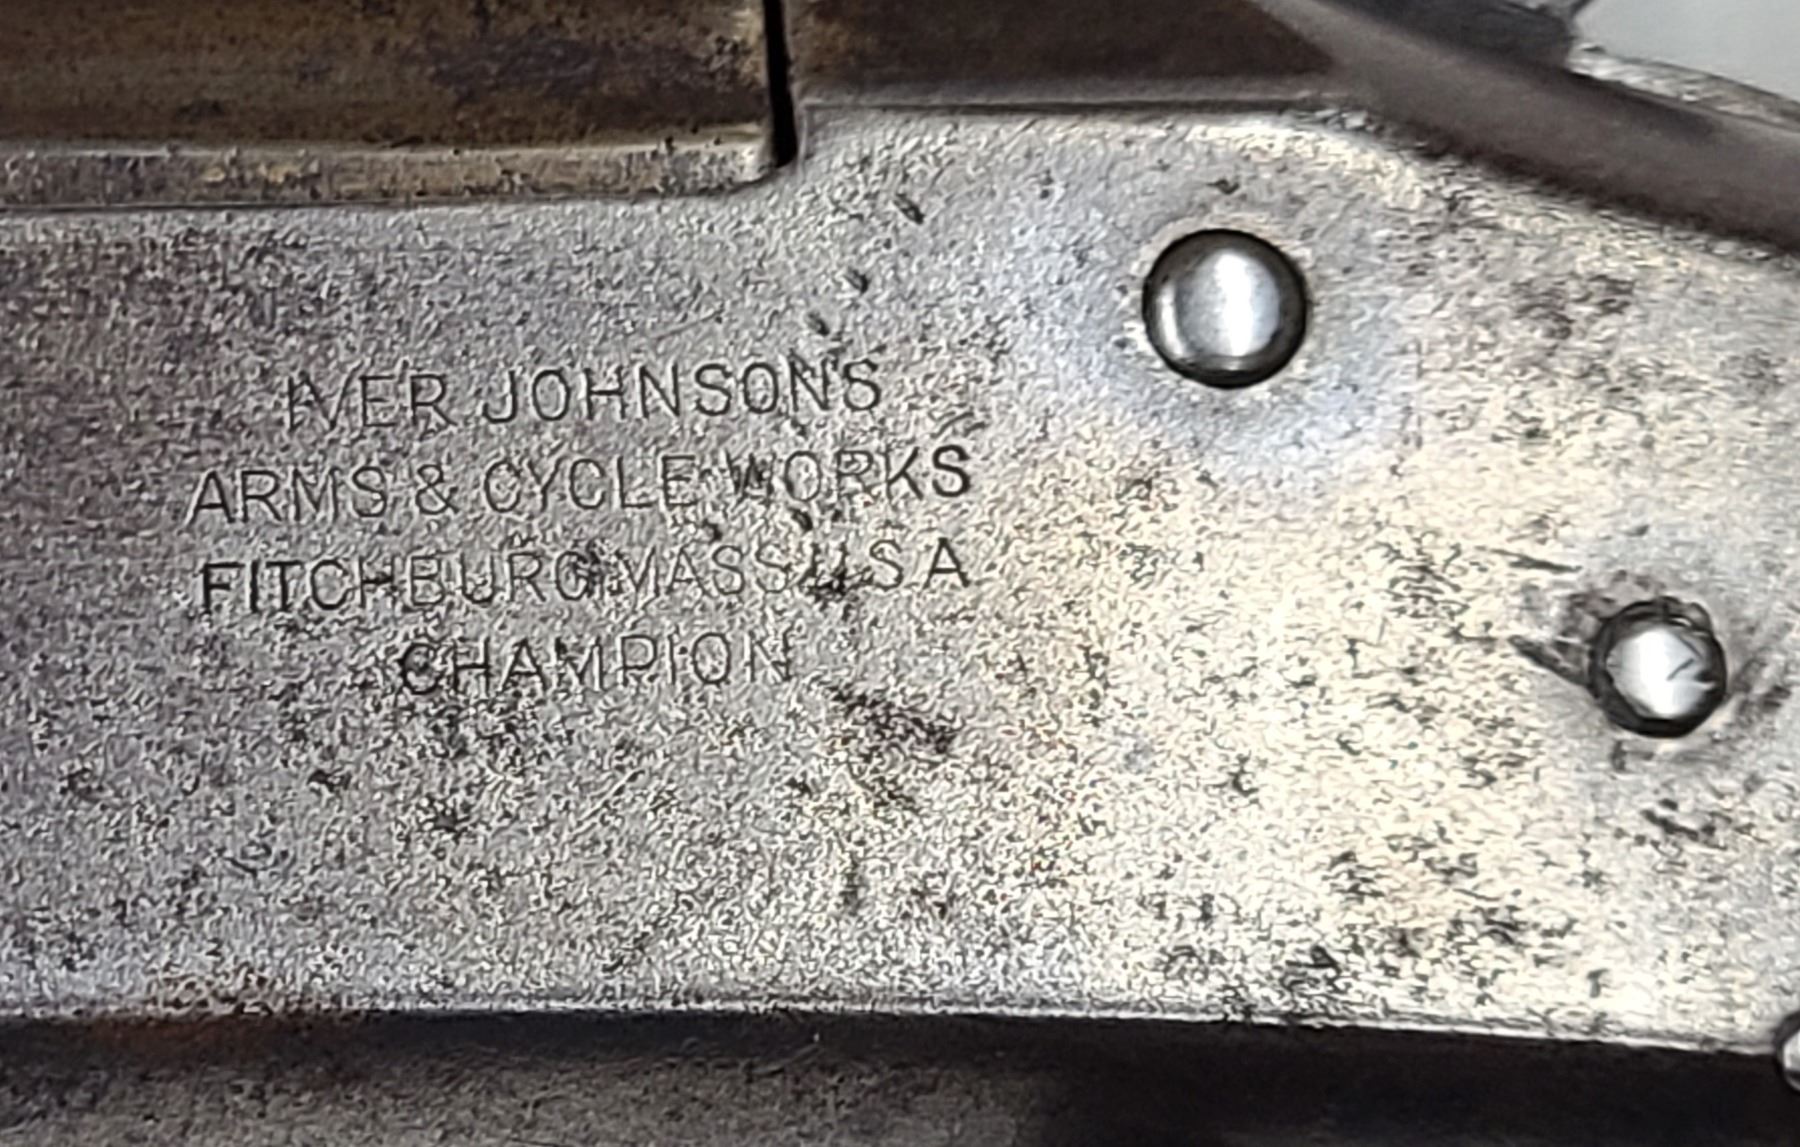 IVER JOHNSONS
ARMS & CYCLE WORKS
FITCHBURG MASS U S A
CHAMPION